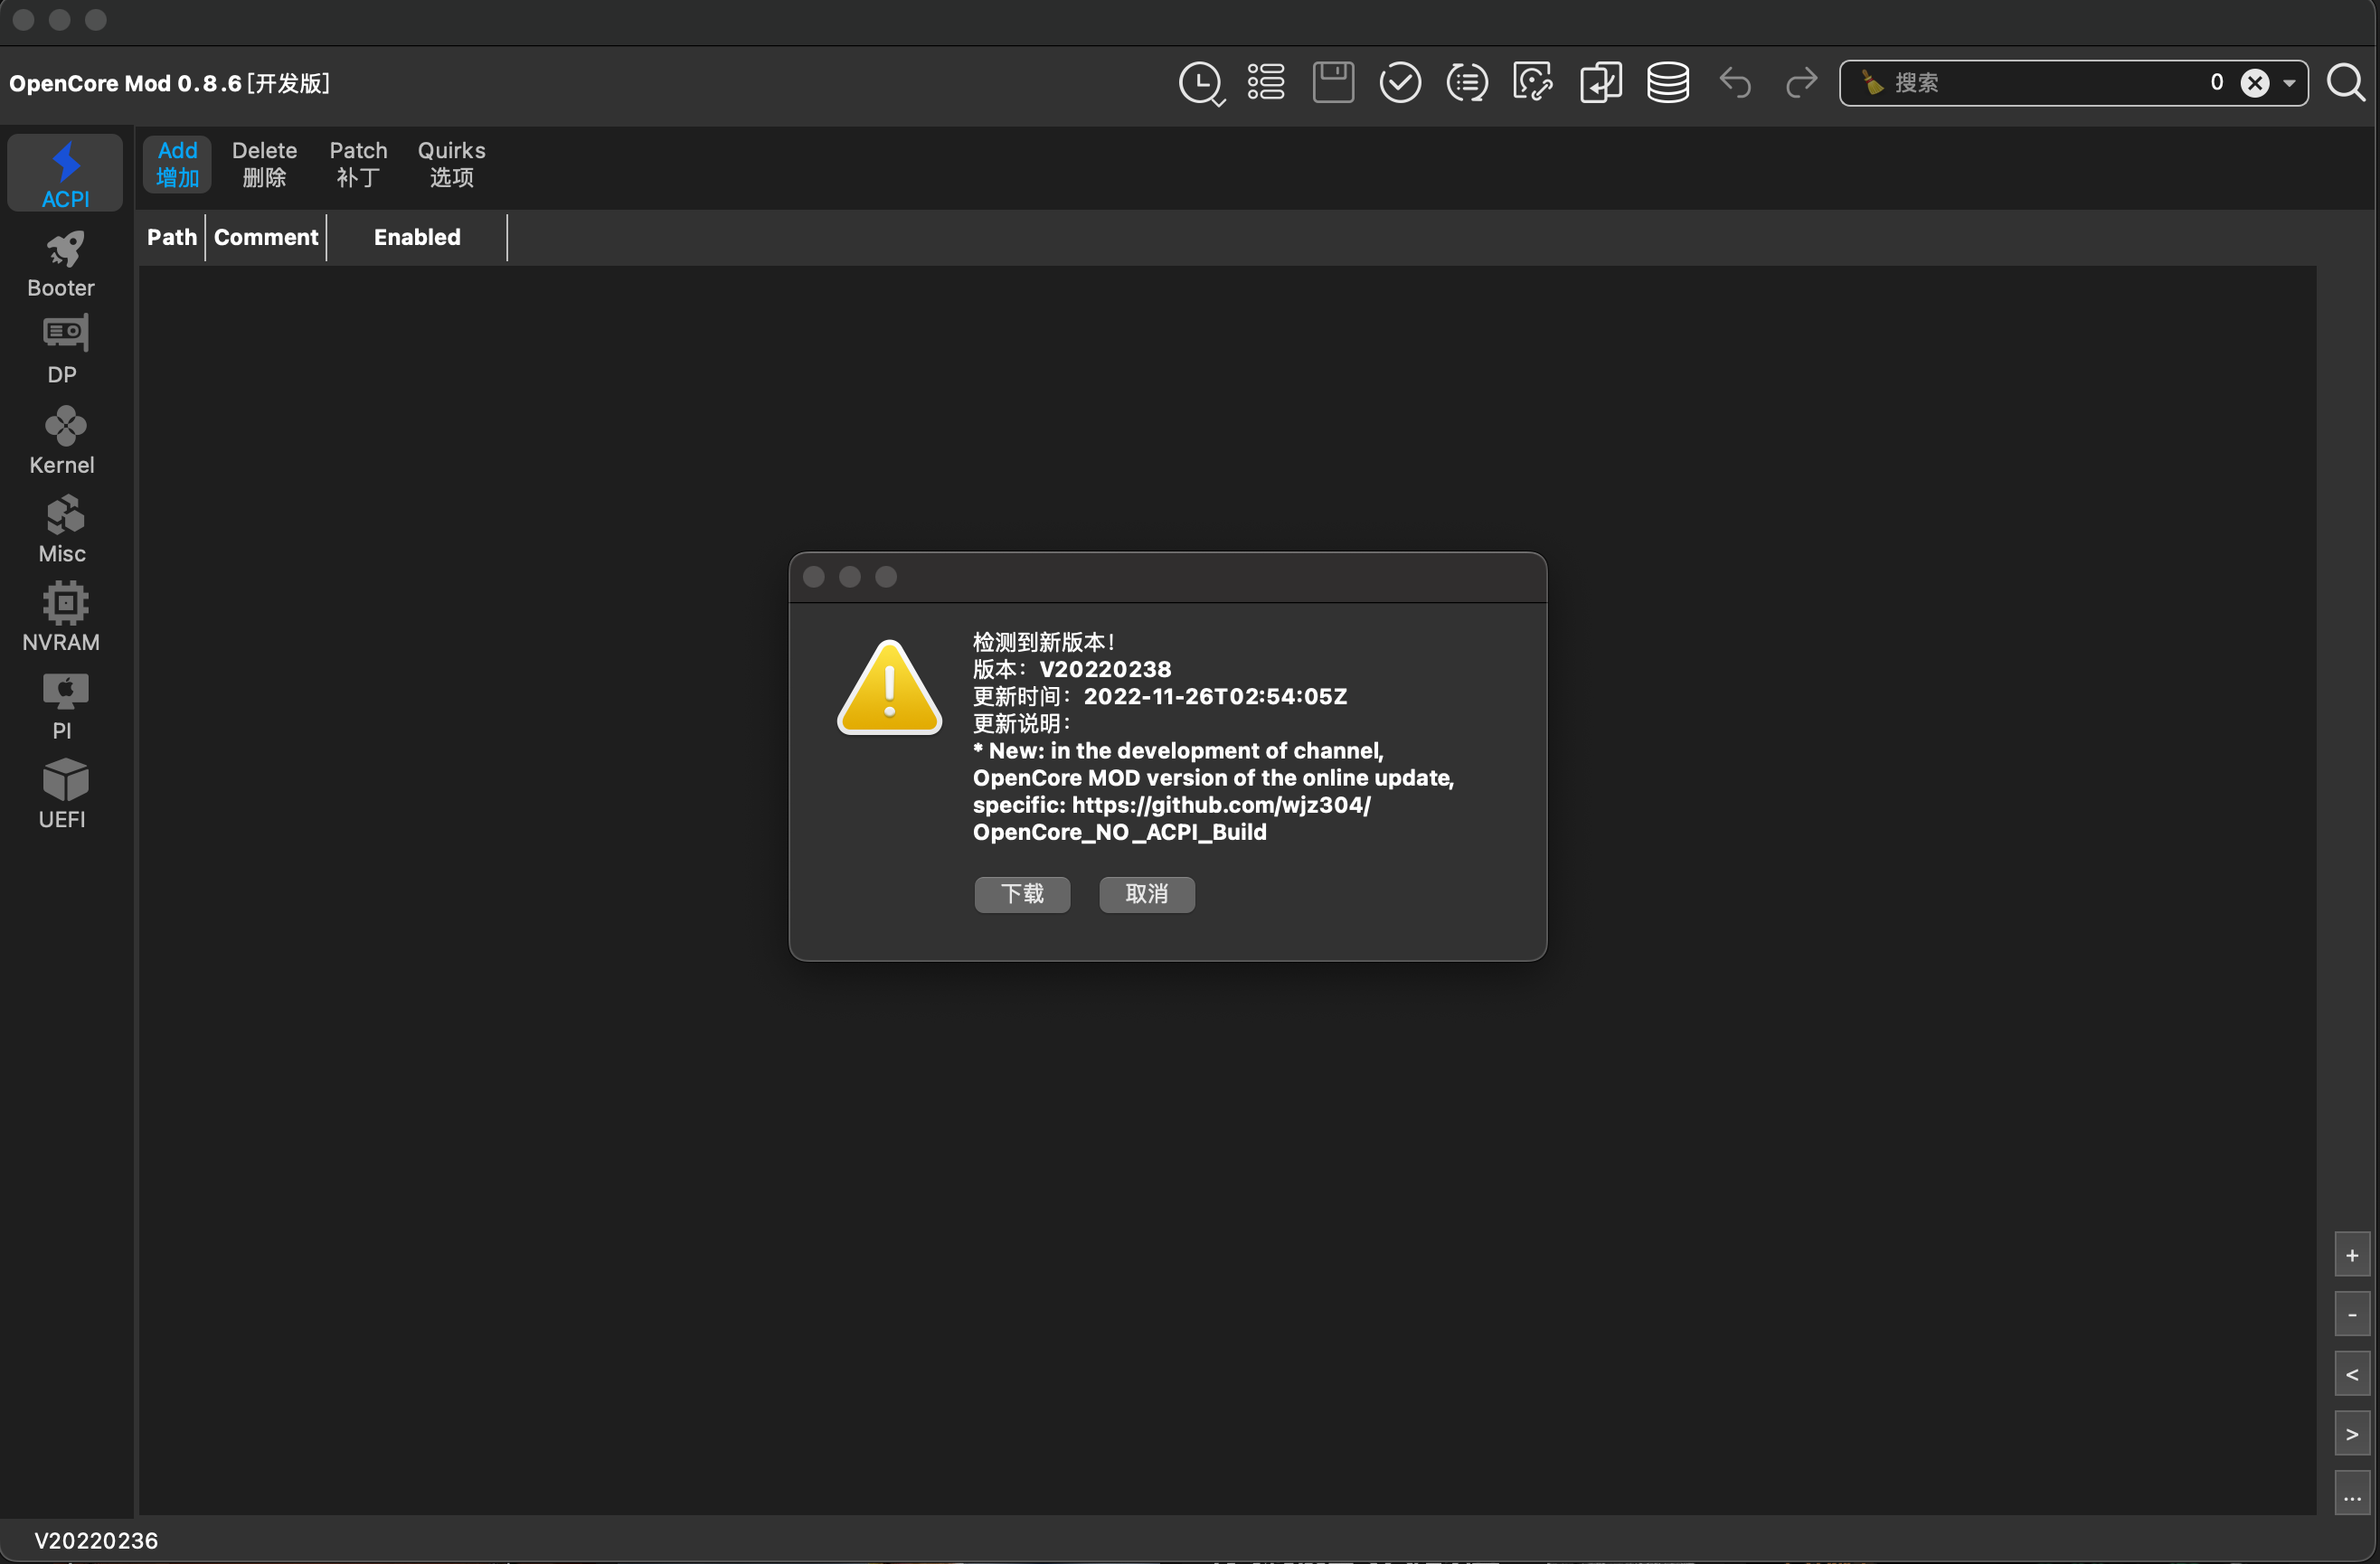 OpenCore Mod 0.8.6 [开发版]
搜索
0
ACPI
Booter
DP
Kernel
Misc
NVRAM
PI
UEFI
Add
增加
Delete
删除
Patch
补丁
Quirks
选项
Path
Comment
Enabled
检测到新版本！
版本：V20220238
更新时间：2022-11-26T02:54:05Z
更新说明：
* New: in the development of channel,
OpenCore MOD version of the online update,
specific: https://github.com/wjz304/
OpenCore_NO_ACPI_Build
下载
取消
+
-
<
>
...
V20220236